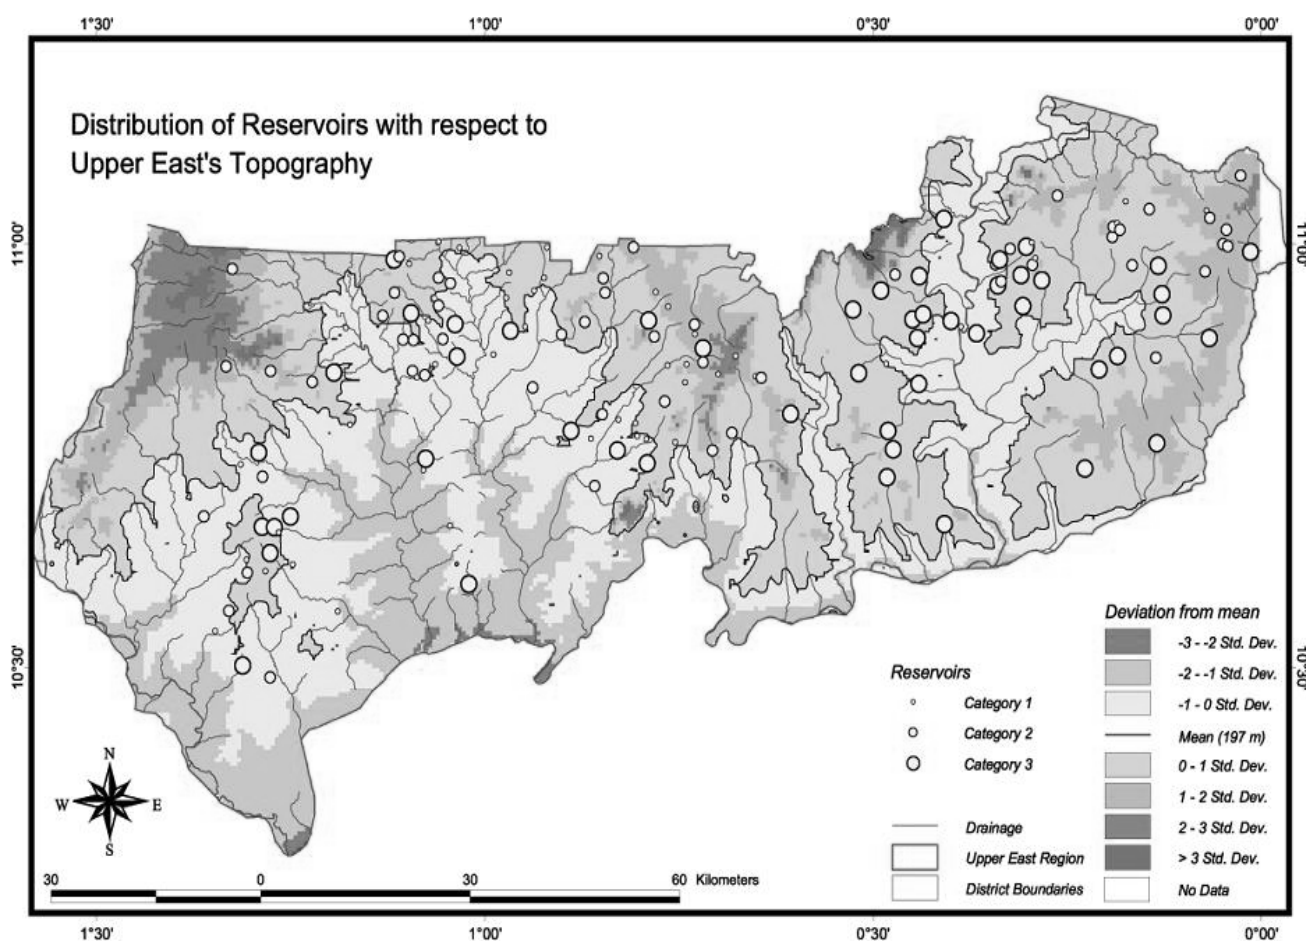 1°30' 1°00' 0°30' 0°00'
Distribution of Reservoirs with respect to
Upper East's Topography
11°00' 11°00'
10°30' 10°30'
Reservoirs
Category 1
Category 2
Category 3
Drainage
Upper East Region
District Boundaries
Deviation from mean
-3 - -2 Std. Dev.
-2 - -1 Std. Dev.
-1 - 0 Std. Dev.
Mean (197 m)
0 - 1 Std. Dev.
1 - 2 Std. Dev.
2 - 3 Std. Dev.
> 3 Std. Dev.
No Data
N
W E
S
30 0 30 60 Kilometers
1°30' 1°00' 0°30' 0°00'